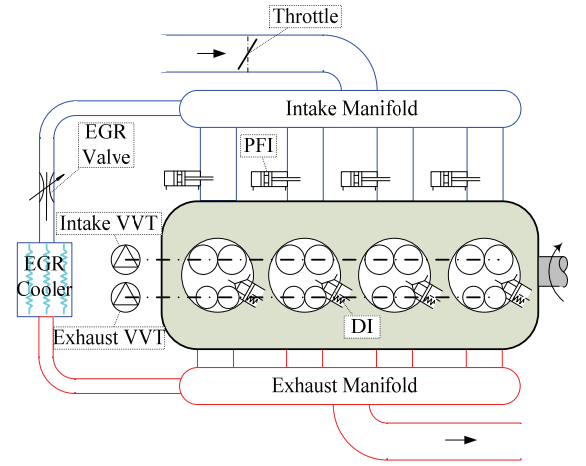 Throttle
Intake Manifold
EGR
Valve
PFI
Intake VVT
EGR
Cooler
Exhaust VVT
DI
Exhaust Manifold